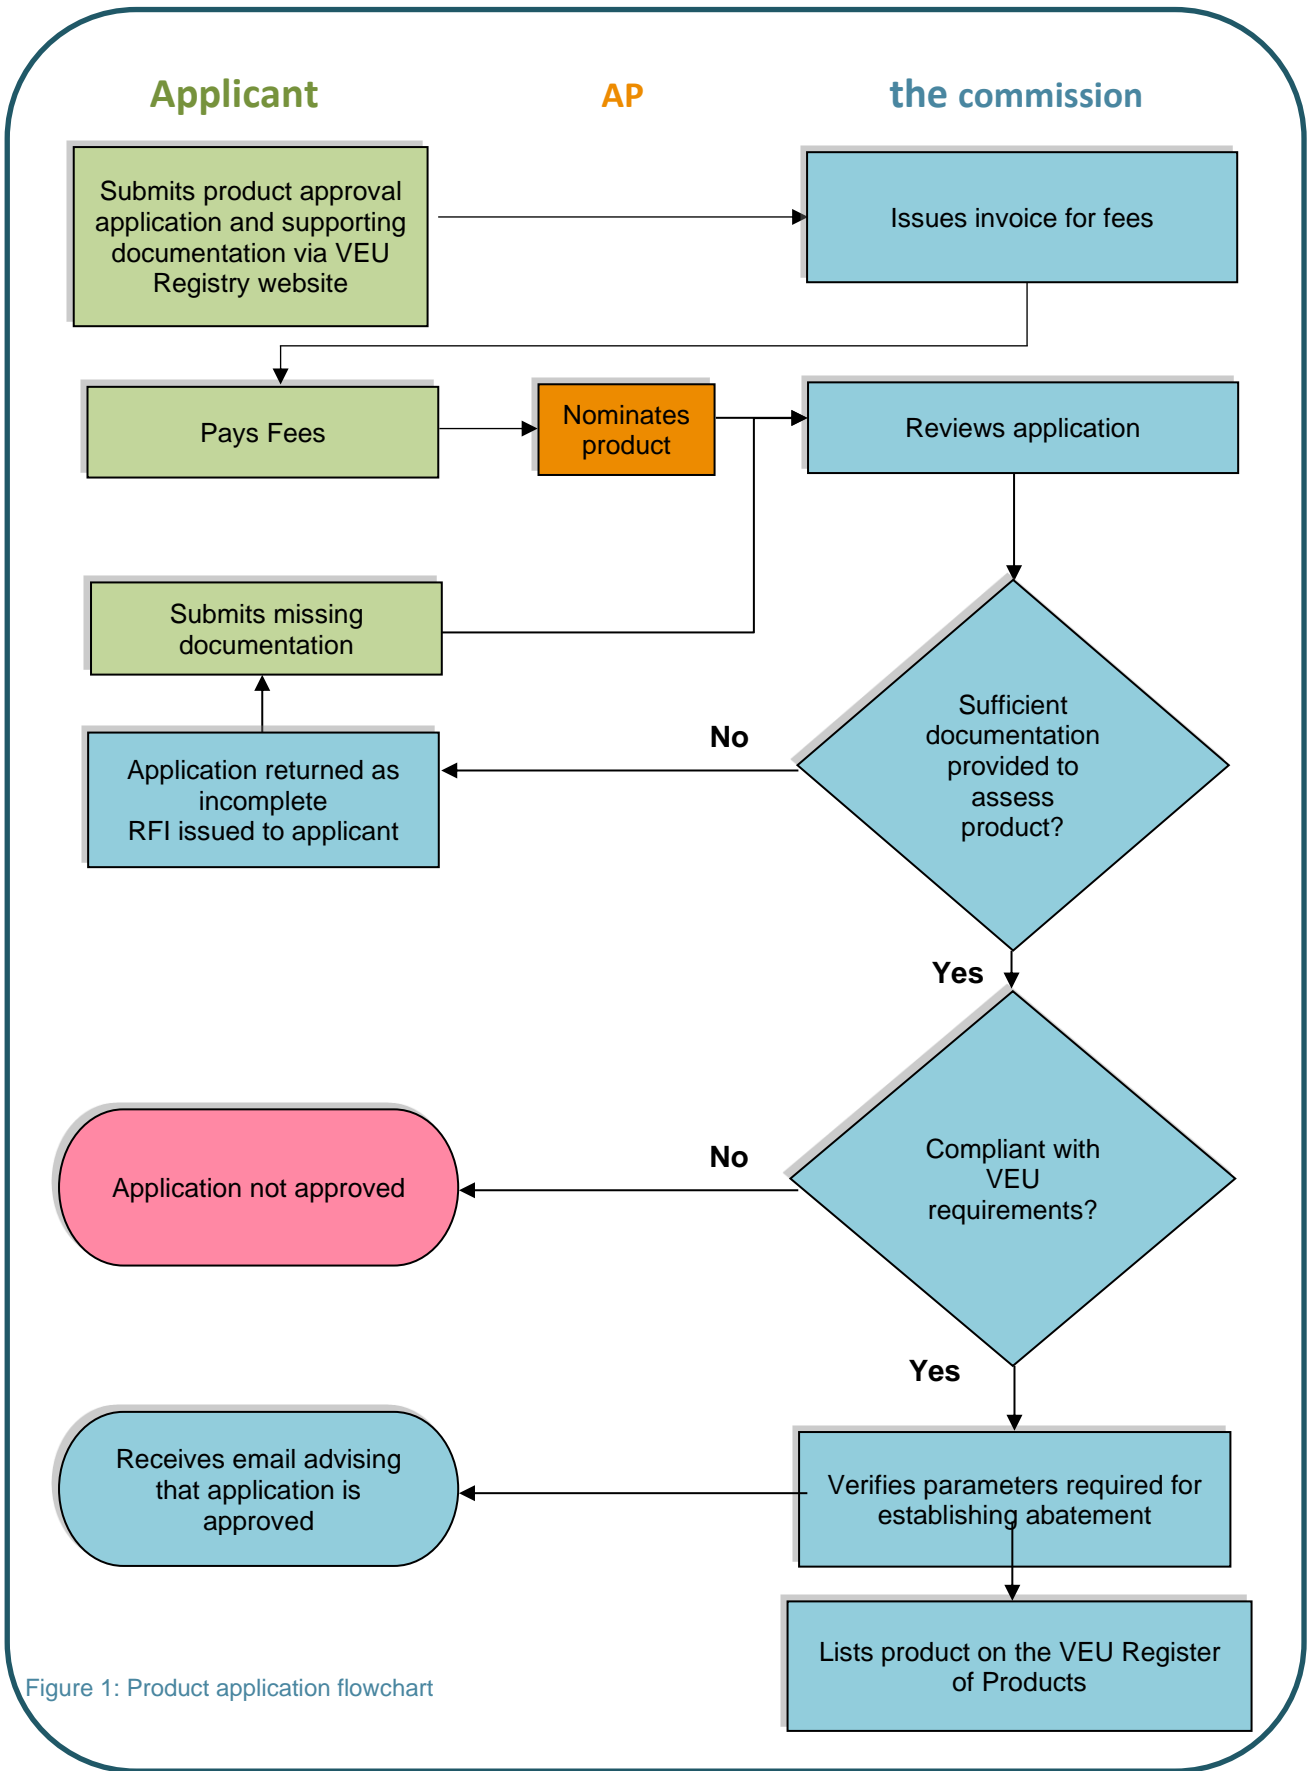 Applicant
AP
the commission
Submits product approval
application and supporting
documentation via VEU
Registry website
Issues invoice for fees
Pays Fees
Nominates
product
Reviews application
Submits missing
documentation
Sufficient
documentation
provided to
assess
product?
No
Application returned as
incomplete
RFI issued to applicant
Yes
Compliant with
VEU
requirements?
No
Application not approved
Yes
Receives email advising
that application is
approved
Verifies parameters required for
establishing abatement
Lists product on the VEU Register
of Products
Figure 1: Product application flowchart